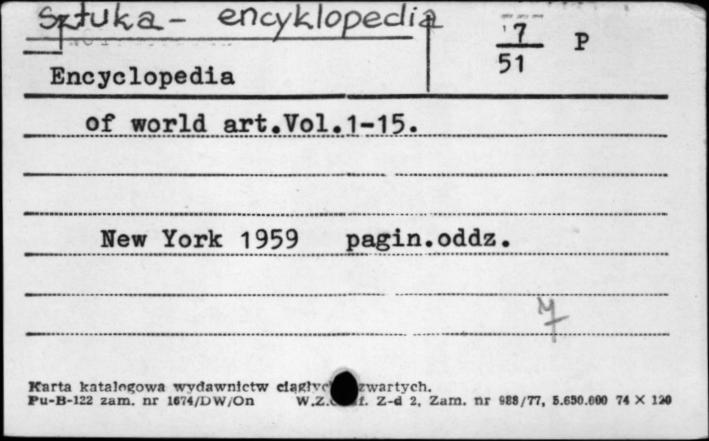 Sztuka - encyklopedia
7
51 P
Encyclopedia
of world art.Vol.1-15.
New York 1959 pagin.oddz.
Karta katalogowa wydawnictw zwartych.
Pu-B-122 zam. nr 1674/DW/On W.Z. Z-d 2, Zam. nr 988/77, 5.650.000 74 × 120